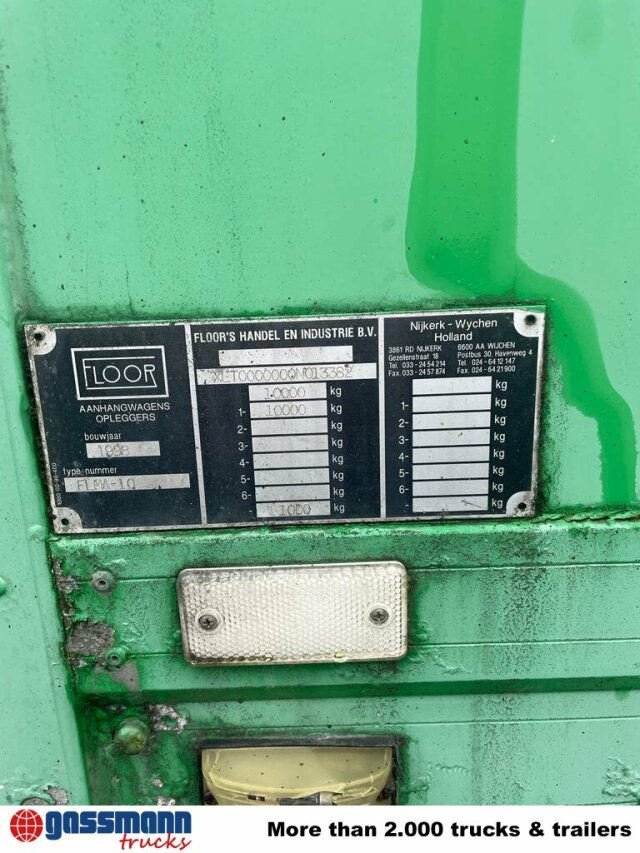 FLOOR
AANHANGWAGENS
OPLEGGERS
bouwjaar
1998
type nummer
FLMA-10
FLOOR'S HANDEL EN INDUSTRIE B.V.
10000 kg
1- 10000 kg
2- kg
3- kg
4- kg
5- kg
6- kg
1000 kg
Nijkerk - Wychen
Holland
3861 RD NIJKERK
Gezellenstraat 16
Tel. 033 - 24 54 214
Fax. 033 - 24 57 874
6600 AA WIJCHEN
Postbus 30, Havenweg 4
Tel. 024 - 64 12 147
Fax. 024 - 64 21 900
kg
1- kg
2- kg
3- kg
4- kg
5- kg
6- kg
kg
gassmann
trucks
More than 2.000 trucks & trailers